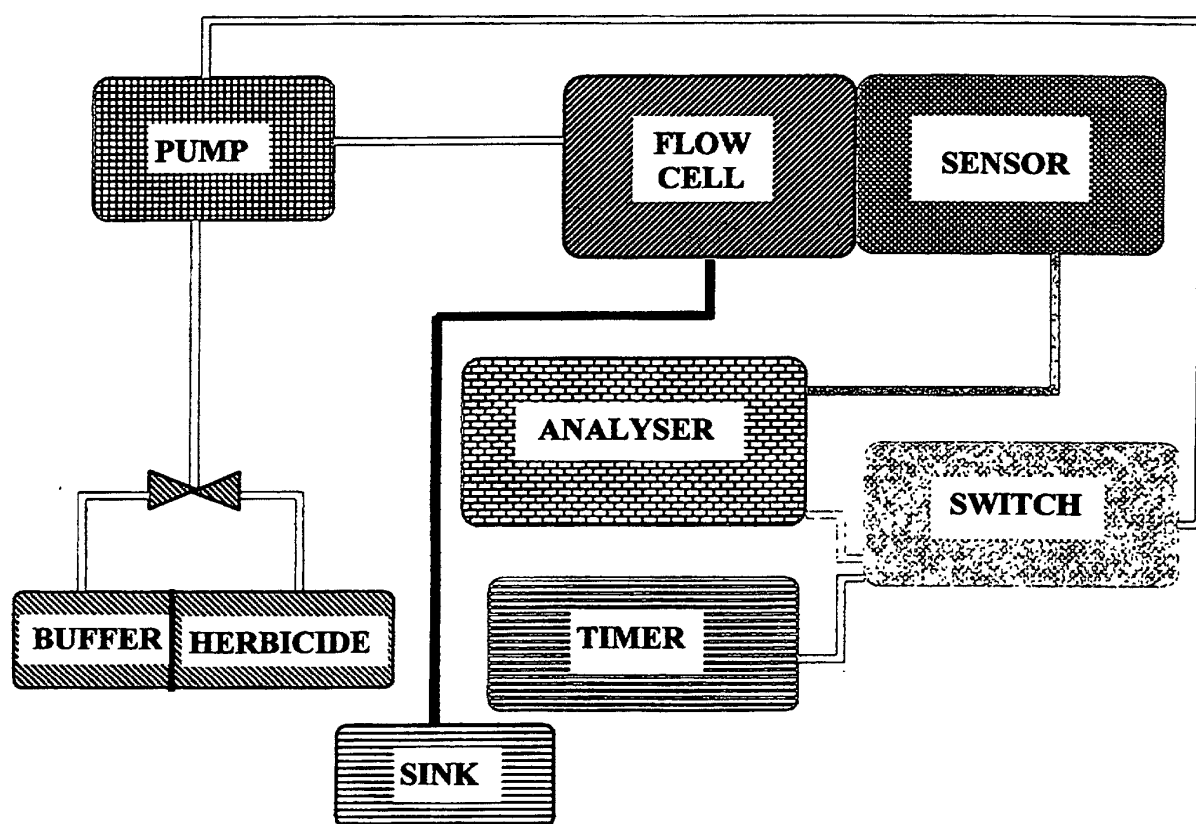 PUMP
FLOW
CELL
SENSOR
ANALYSER
SWITCH
BUFFER
HERBICIDE
TIMER
SINK